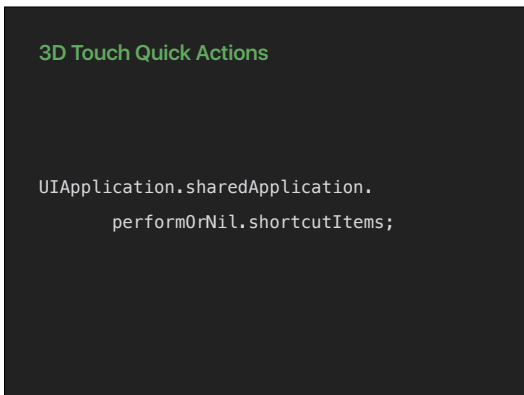 3D Touch Quick Actions
UIApplication.sharedApplication.
performOrNil.shortcutItems;